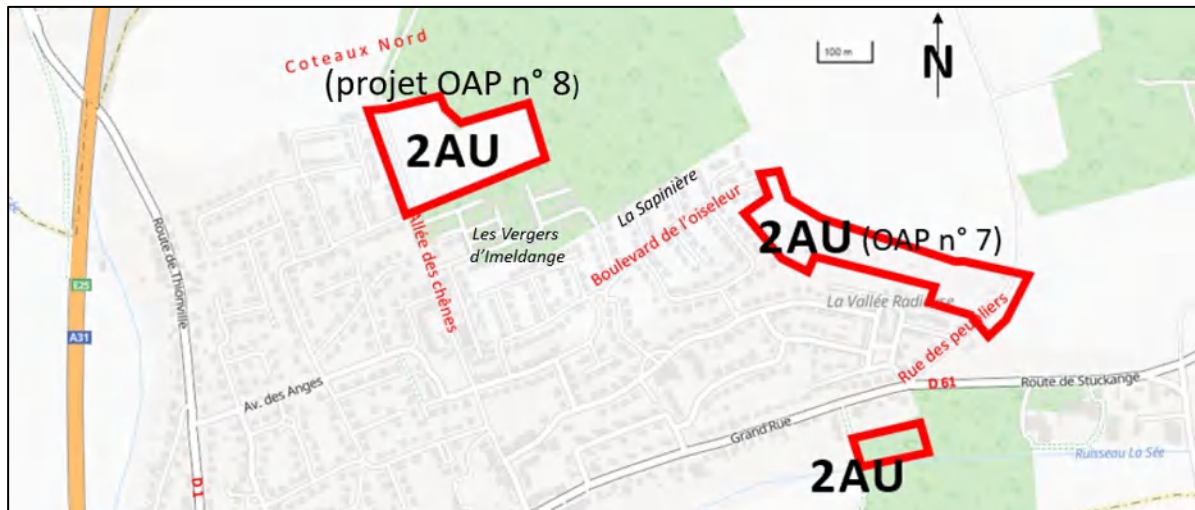 Coteaux Nord
(projet OAP n° 8)
2AU
100 m
N
La Sapinière
Boulevard de l'oiseleur
2AU (OAP n° 7)
Les Vergers
d'Imeldange
Allée des chênes
Route de Thionville
E25
A31
La Vallée Radieuse
Rue des peupliers
D 61
Route de Stuckange
Av. des Anges
Grand Rue
Ruisseau La Sée
2AU
D 1